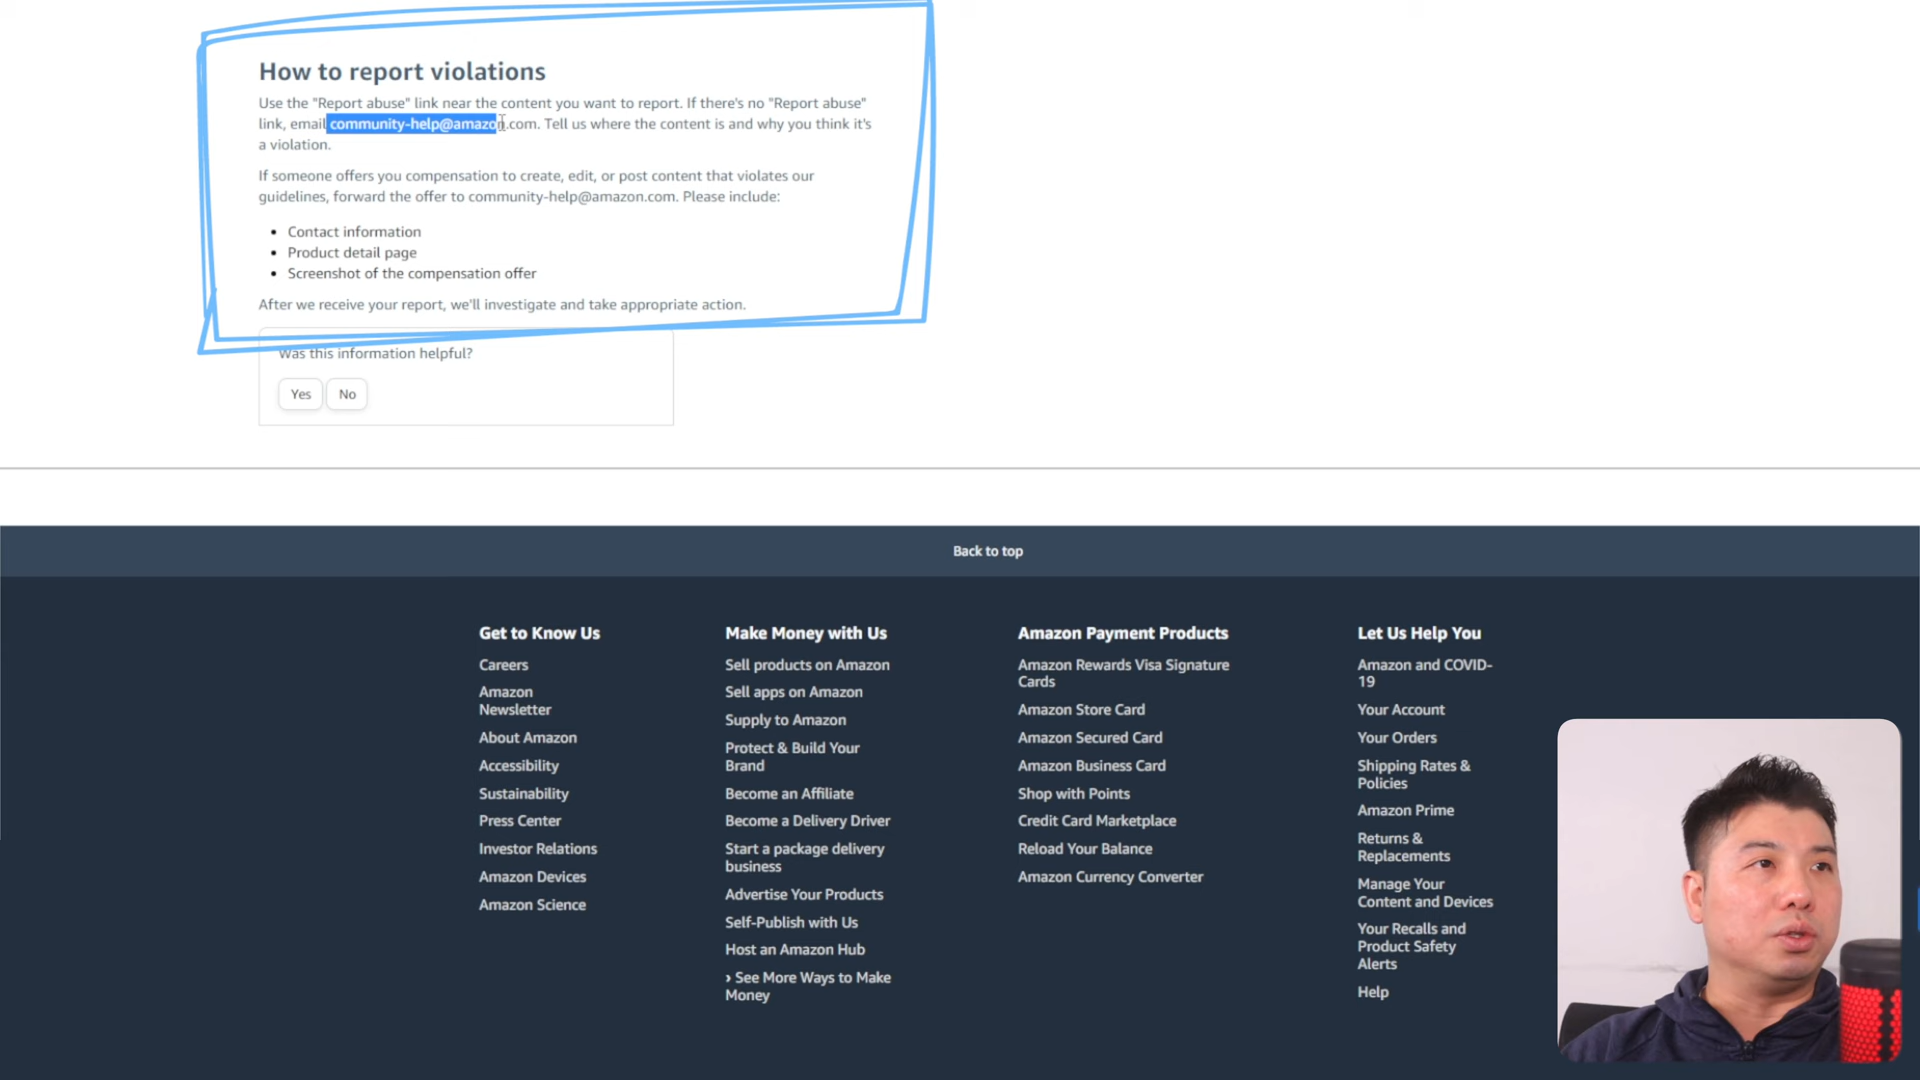 How to report violations
Use the "Report abuse" link near the content you want to report. If there's no "Report abuse"
link, email community-help@amazon.com. Tell us where the content is and why you think it's
a violation.
If someone offers you compensation to create, edit, or post content that violates our
guidelines, forward the offer to community-help@amazon.com. Please include:
• Contact information
• Product detail page
• Screenshot of the compensation offer
After we receive your report, we'll investigate and take appropriate action.
Was this information helpful?
Yes No
Back to top
Get to Know Us
Careers
Amazon
Newsletter
About Amazon
Accessibility
Sustainability
Press Center
Investor Relations
Amazon Devices
Amazon Science
Make Money with Us
Sell products on Amazon
Sell apps on Amazon
Supply to Amazon
Protect & Build Your
Brand
Become an Affiliate
Become a Delivery Driver
Start a package delivery
business
Advertise Your Products
Self-Publish with Us
Host an Amazon Hub
› See More Ways to Make
Money
Amazon Payment Products
Amazon Rewards Visa Signature
Cards
Amazon Store Card
Amazon Secured Card
Amazon Business Card
Shop with Points
Credit Card Marketplace
Reload Your Balance
Amazon Currency Converter
Let Us Help You
Amazon and COVID-
19
Your Account
Your Orders
Shipping Rates &
Policies
Amazon Prime
Returns &
Replacements
Manage Your
Content and Devices
Your Recalls and
Product Safety
Alerts
Help